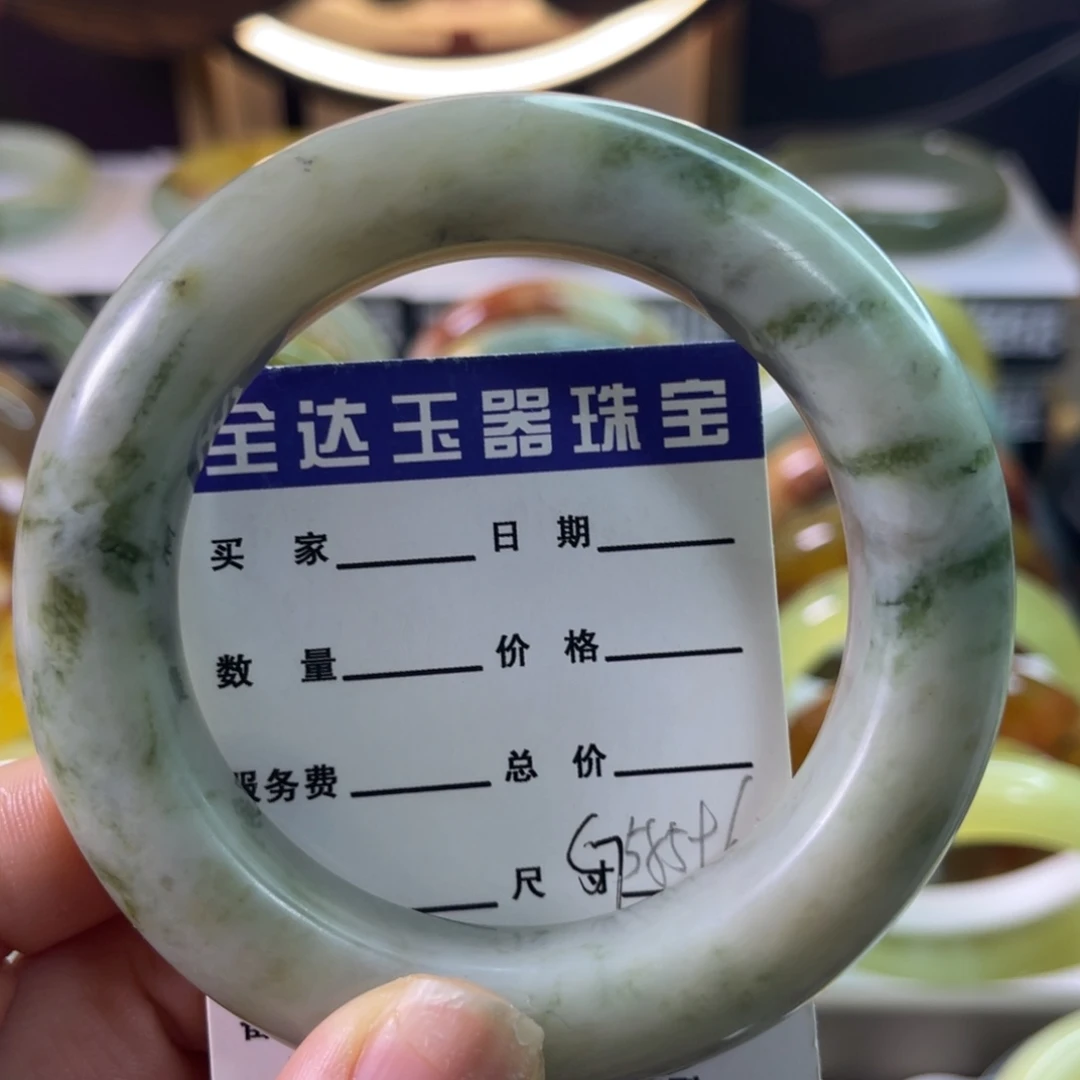 全达玉器珠宝
买 家 日 期
数 量 价 格
服务费 总 价
尺 寸